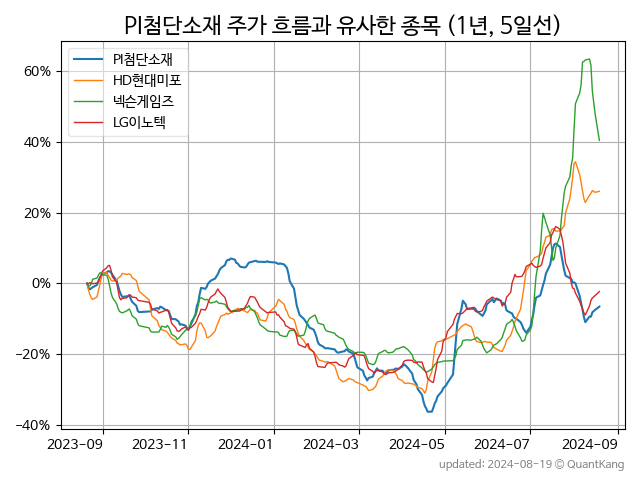 PI첨단소재 주가 흐름과 유사한 종목 (1년, 5일선)
PI첨단소재
HD현대미포
넥슨게임즈
LG이노텍
60%
40%
20%
0%
−20%
−40%
2023-09 2023-11 2024-01 2024-03 2024-05 2024-07 2024-09
updated: 2024-08-19 © QuantKang